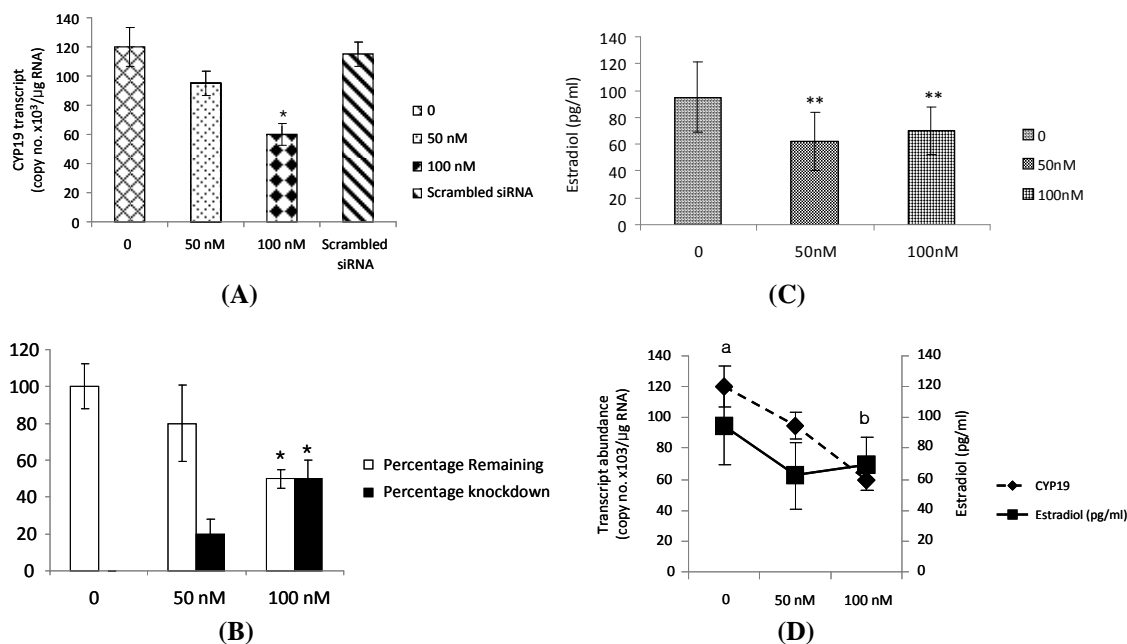 CYP19 transcript
(copy no. x10³/µg RNA)
140
120
100
80
60
40
20
0
*
0
50 nM
100 nM
Scrambled
siRNA
0
50 nM
100 nM
Scrambled siRNA
(A)
Estradiol (pg/ml)
140
120
100
80
60
40
20
0
**
**
0
50nM
100nM
0
50nM
100nM
(C)
120
100
80
60
40
20
0
* *
0
50 nM
100 nM
Percentage Remaining
Percentage knockdown
(B)
Transcript abundance
(copy no. x103/µg RNA)
140
120
100
80
60
40
20
0
a
b
0
50 nM
100 nM
140
120
100
80
60
40
20
0
Estradiol (pg/ml)
CYP19
Estradiol (pg/ml)
(D)